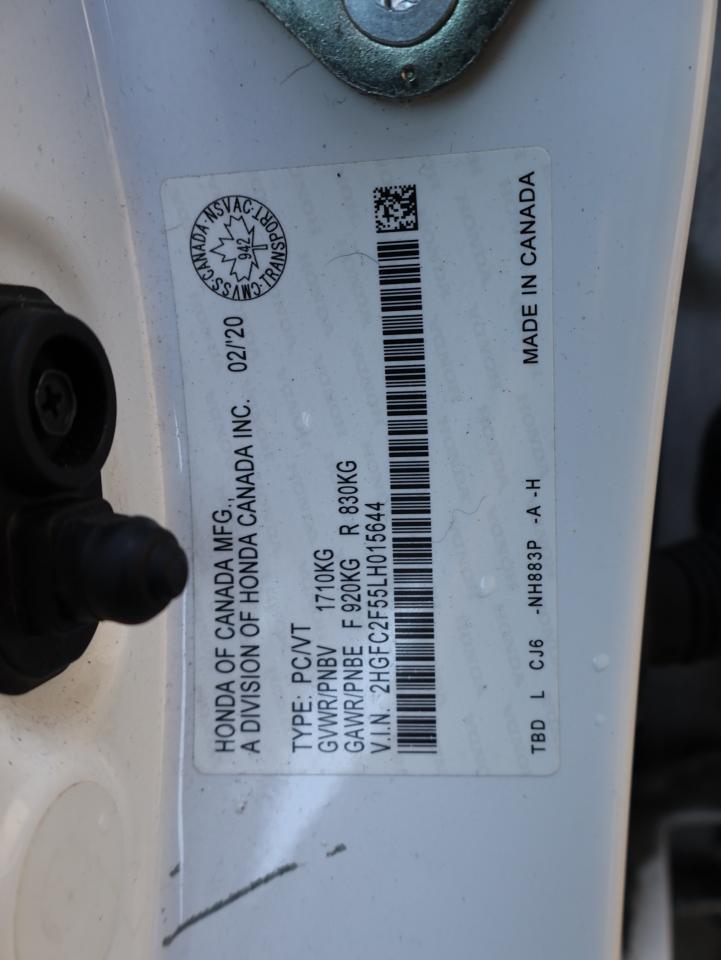 HONDA OF CANADA MFG.,
A DIVISION OF HONDA CANADA INC. 02/'20
CMVSS·CANADA·NSVAC·TRANSPORT
942
TYPE: PC/VT
GVWR/PNBV 1710KG
GAWR/PNBE F 920KG R 830KG
V.I.N. 2HGFC2F55LH015644
TBD L CJ6 -NH883P -A -H MADE IN CANADA